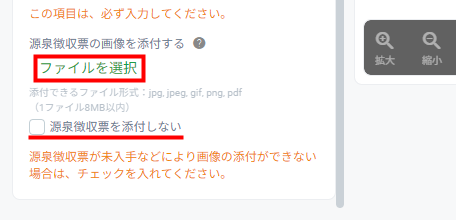 この項目は、必ず入力してください。
源泉徴収票の画像を添付する ?
ファイルを選択
添付できるファイル形式：jpg, jpeg, gif, png, pdf
（1ファイル8MB以内）
源泉徴収票を添付しない
源泉徴収票が未入手などにより画像の添付ができない
場合は、チェックを入れてください。
拡大 縮小